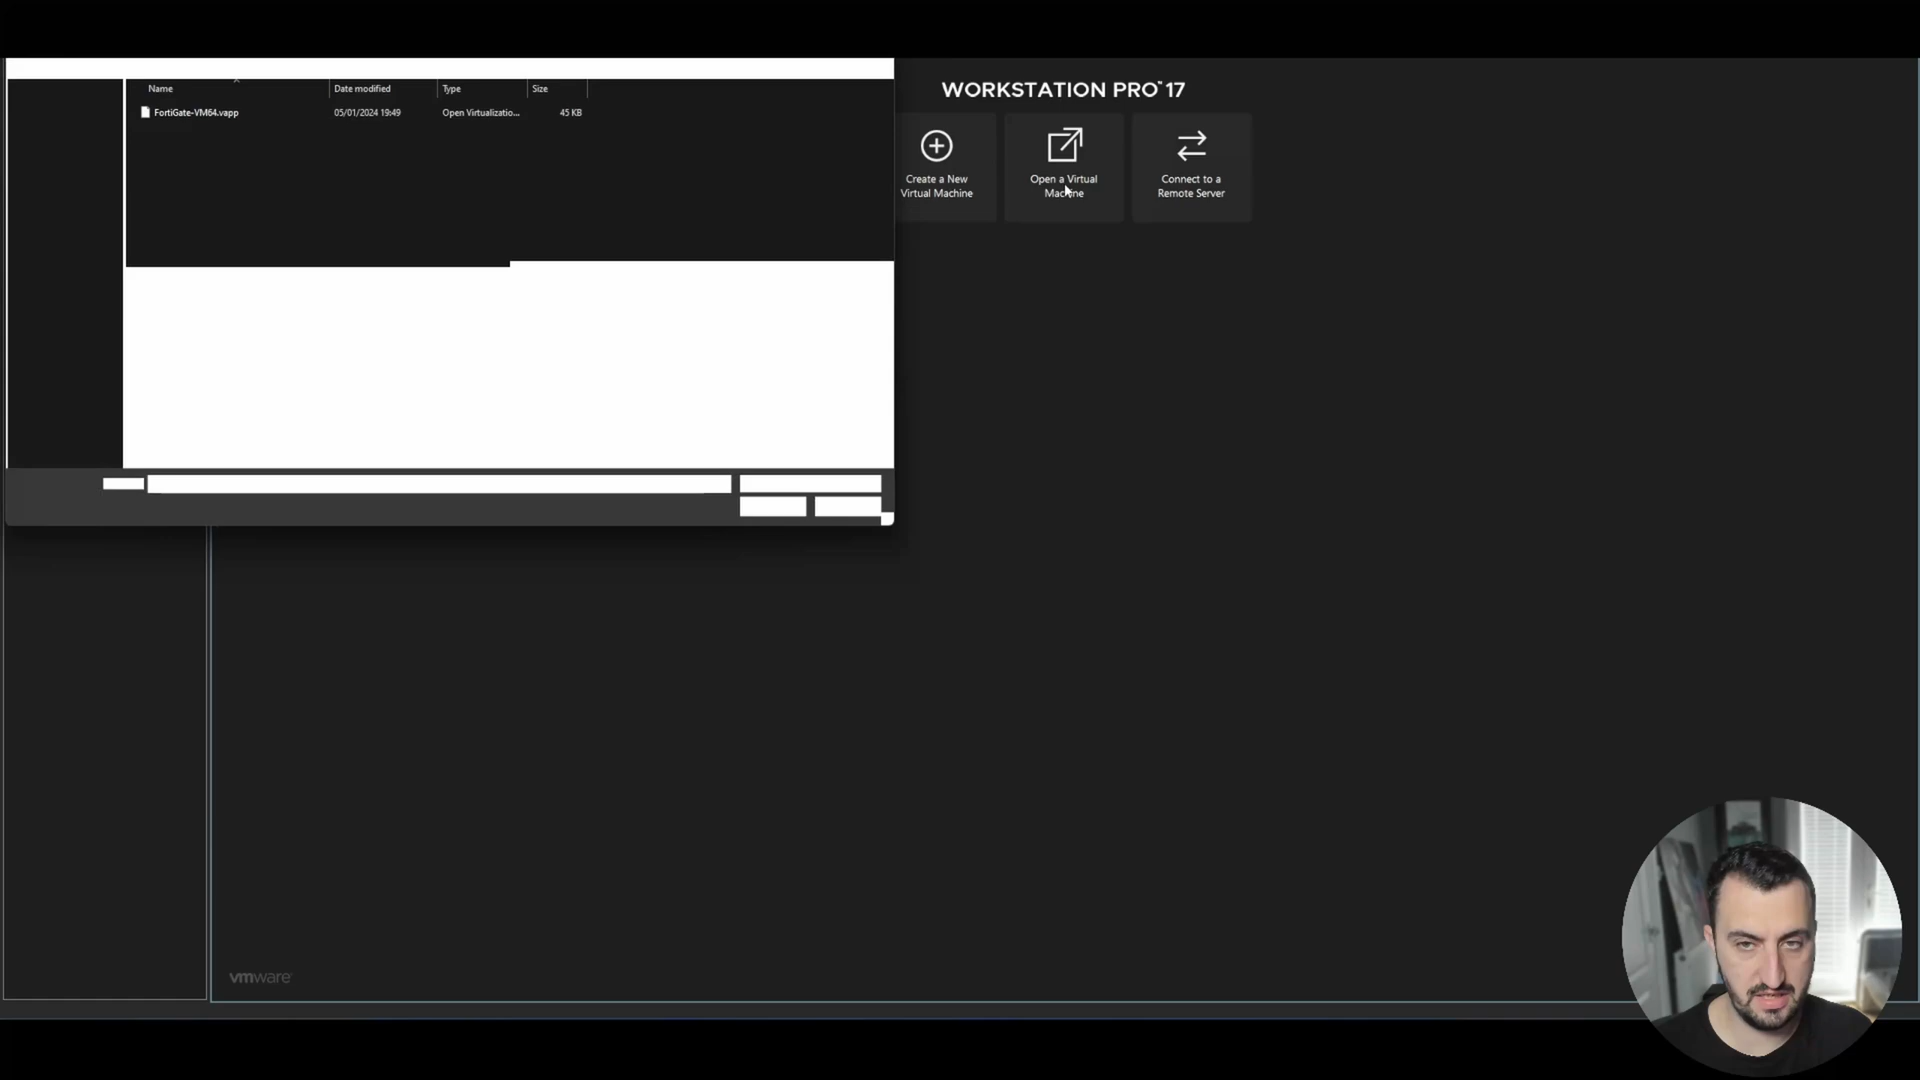 Name Date modified Type Size
FortiGate-VM64.vapp 05/01/2024 19:49 Open Virtualizatio... 45 KB
WORKSTATION PRO™ 17
Create a New
Virtual Machine
Open a Virtual
Machine
Connect to a
Remote Server
vmware